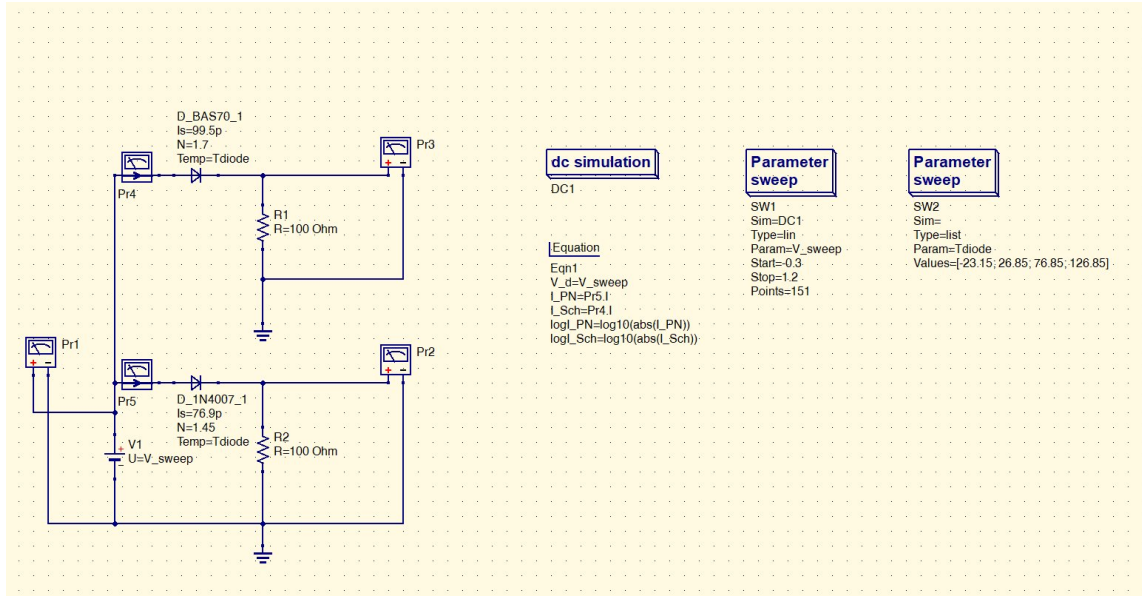 D_BAS70_1
Is=99.5p
N=1.7
Temp=Tdiode
Pr4
Pr3
+ −
R1
R=100 Ohm
Pr1
+ −
Pr2
+ −
Pr5
D_1N4007_1
Is=76.9p
N=1.45
Temp=Tdiode
V1
U=V_sweep
+
−
R2
R=100 Ohm
dc simulation
DC1
Equation
Eqn1
V_d=V_sweep
I_PN=Pr5.I
I_Sch=Pr4.I
logI_PN=log10(abs(I_PN))
logI_Sch=log10(abs(I_Sch))
Parameter
sweep
SW1
Sim=DC1
Type=lin
Param=V_sweep
Start=-0.3
Stop=1.2
Points=151
Parameter
sweep
SW2
Sim=
Type=list
Param=Tdiode
Values=[-23.15; 26.85; 76.85; 126.85]